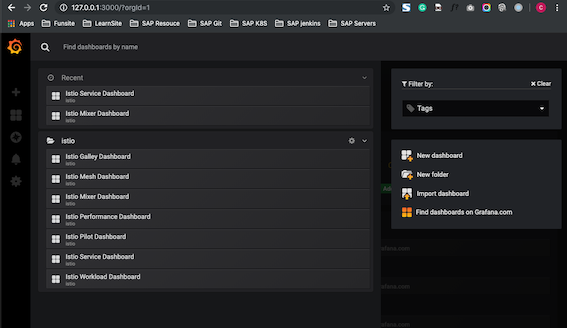 127.0.0.1:3000/?orgId=1
Apps Funsite LearnSite SAP Resouce SAP Git SAP K8S SAP jenkins SAP Servers
Find dashboards by name
Recent
Istio Service Dashboard
istio
Istio Mixer Dashboard
istio
istio
Istio Galley Dashboard
istio
Istio Mesh Dashboard
istio
Istio Mixer Dashboard
istio
Istio Performance Dashboard
istio
Istio Pilot Dashboard
istio
Istio Service Dashboard
istio
Istio Workload Dashboard
istio
Filter by:
Clear
Tags
New dashboard
New folder
Import dashboard
Find dashboards on Grafana.com